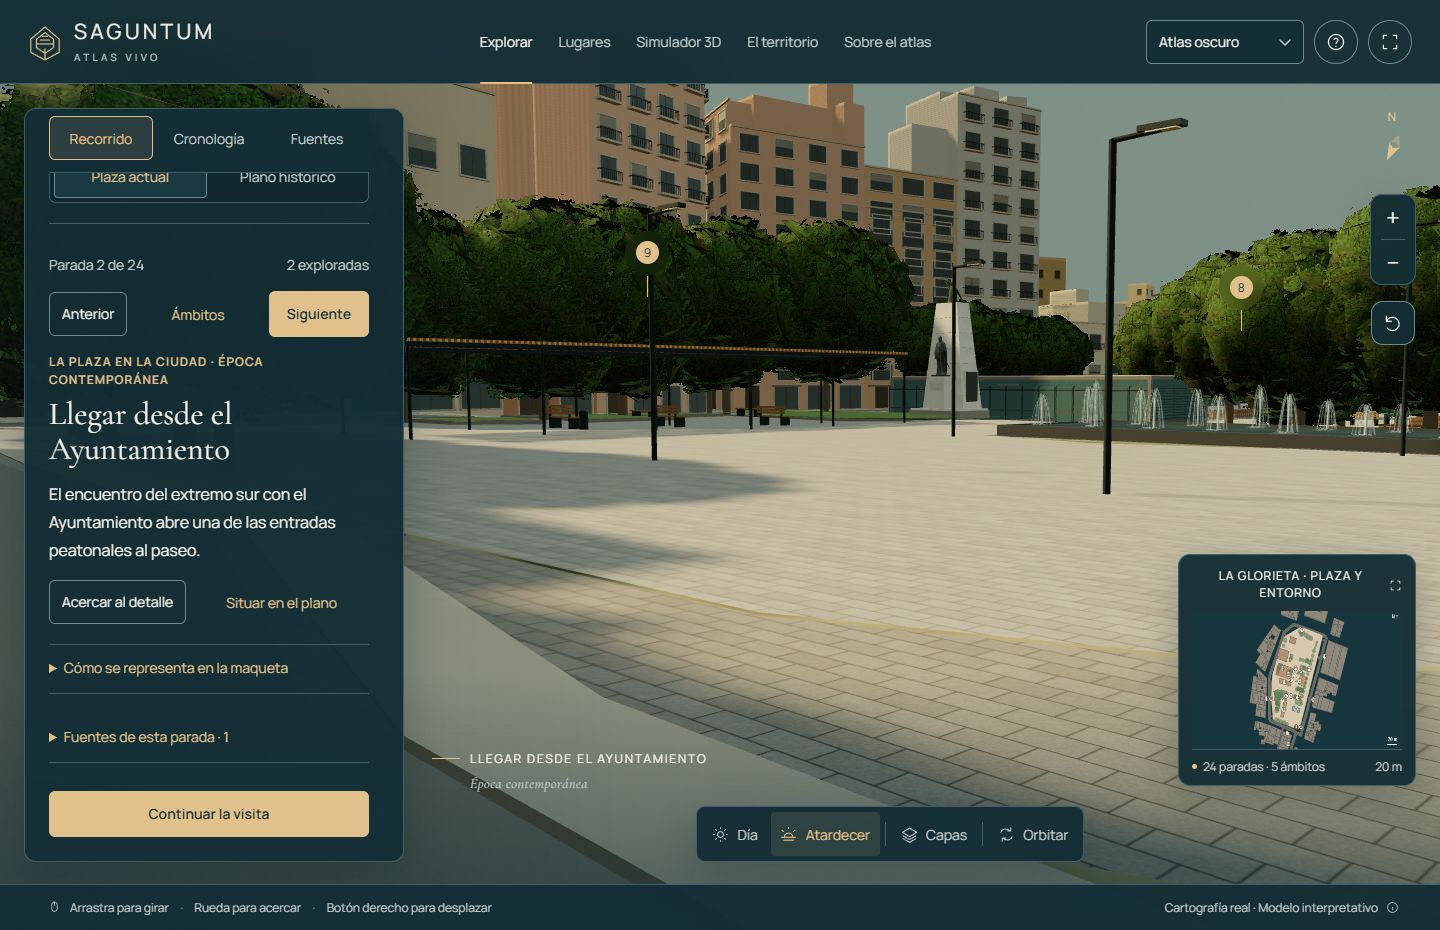 SAGUNTUM
ATLAS VIVO
Explorar
Lugares
Simulador 3D
El territorio
Sobre el atlas
Atlas oscuro
Recorrido
Cronología
Fuentes
Plaza actual
Plano histórico
Parada 2 de 24
2 exploradas
Anterior
Ámbitos
Siguiente
LA PLAZA EN LA CIUDAD · ÉPOCA
CONTEMPORÁNEA
Llegar desde el
Ayuntamiento
El encuentro del extremo sur con el
Ayuntamiento abre una de las entradas
peatonales al paseo.
Acercar al detalle
Situar en el plano
Cómo se representa en la maqueta
Fuentes de esta parada · 1
Continuar la visita
9
8
N
+
−
LLEGAR DESDE EL AYUNTAMIENTO
Época contemporánea
LA GLORIETA · PLAZA Y
ENTORNO
24 paradas · 5 ámbitos
20 m
Día
Atardecer
Capas
Orbitar
Arrastra para girar · Rueda para acercar · Botón derecho para desplazar
Cartografía real · Modelo interpretativo